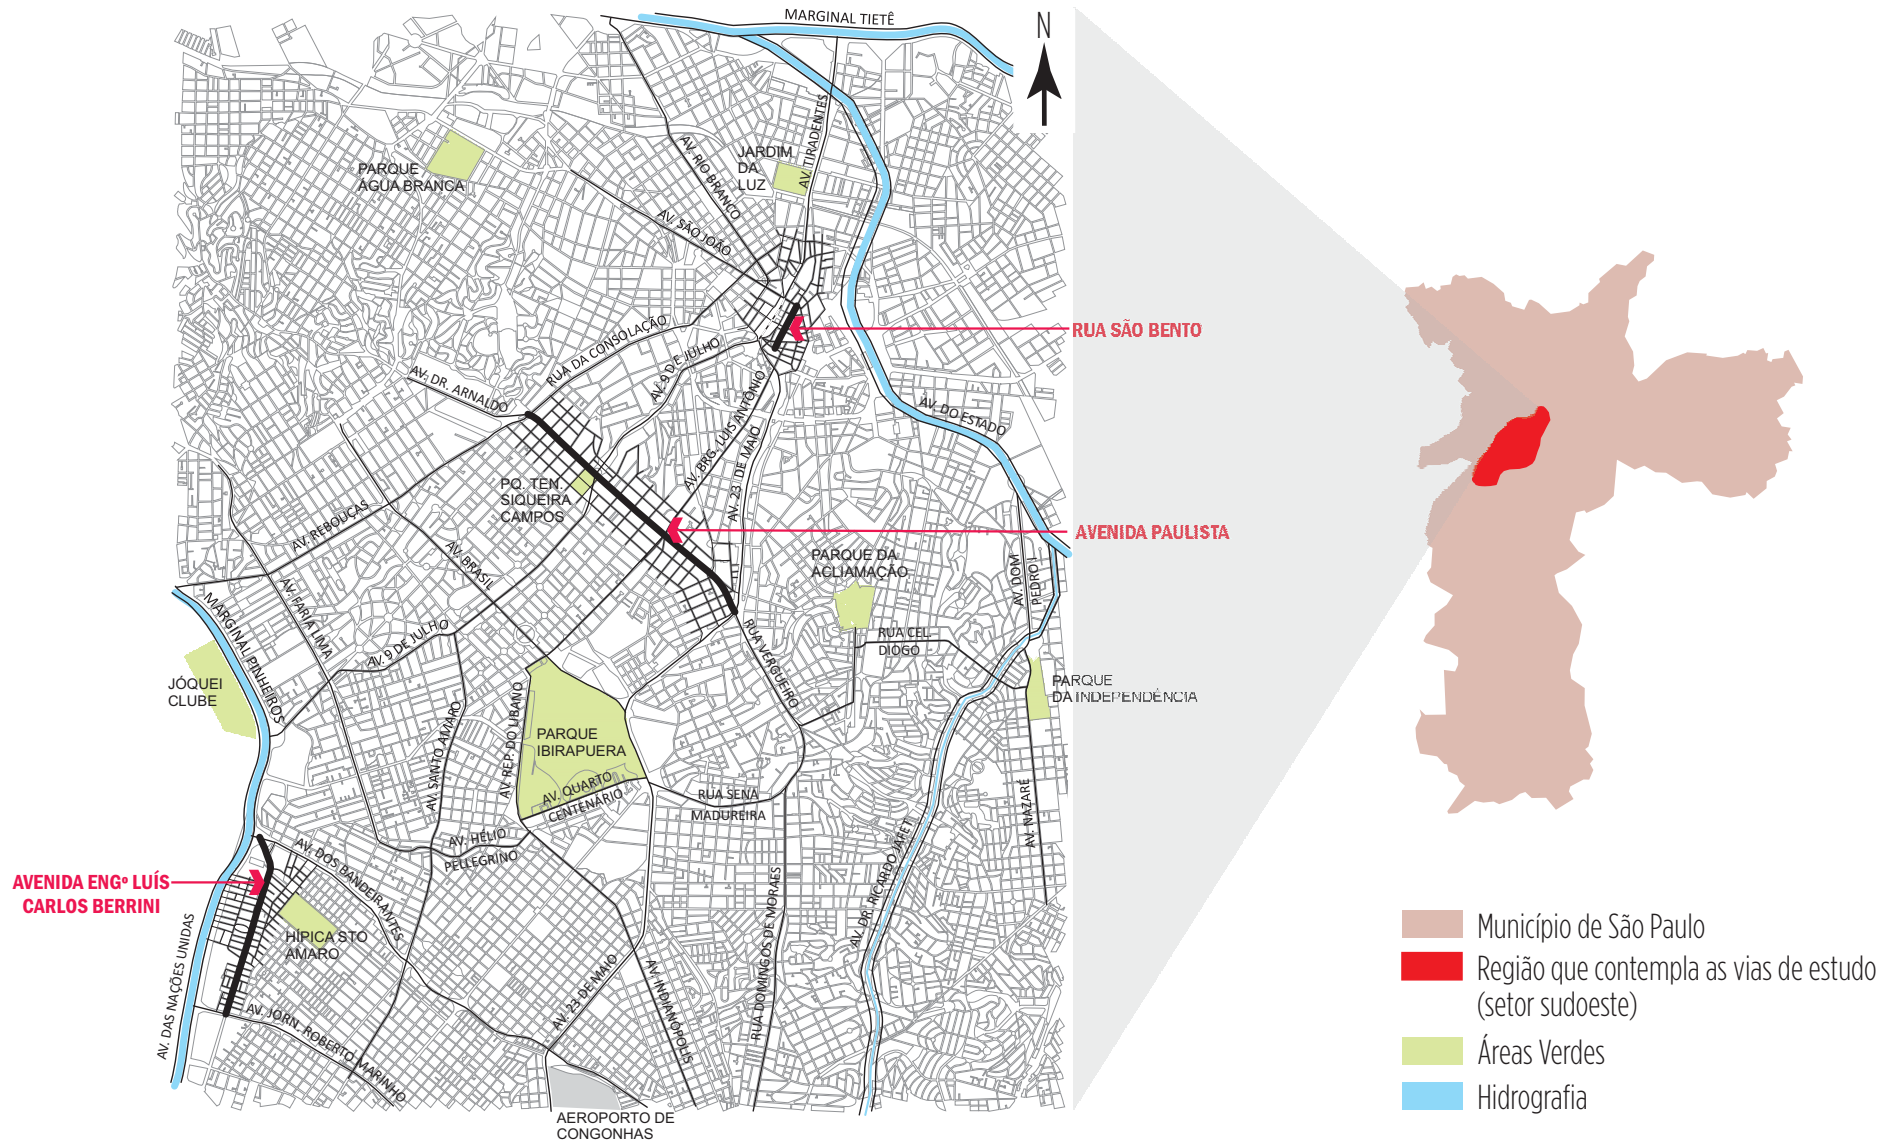 MARGINAL TIETÊ
N
AV. TIRADENTES
AV. RIO BRANCO
JARDIM
DA
LUZ
PARQUE
ÁGUA BRANCA
AV. SÃO JOÃO
RUA SÃO BENTO
RUA DA CONSOLAÇÃO
AV. 9 DE JULHO
AV. DR. ARNALDO
AV. BRG. LUIS ANTÔNIO
AV. DO ESTADO
AV. 23 DE MAIO
PQ. TEN.
SIQUEIRA
CAMPOS
AV. REBOUÇAS
AVENIDA PAULISTA
AV. BRASIL
PARQUE DA
ACLIAMAÇÃO
AV. DOM
PEDRO I
AV. FARIA LIMA
MARGINAL PINHEIROS
AV. 9 DE JULHO
RUA VERGUEIRO
RUA CEL.
DIOGO
JÓQUEI
CLUBE
PARQUE
DA INDEPENDÊNCIA
AV. SANTO AMARO
AV. REP. DO LIBANO
PARQUE
IBIRAPUERA
AV. QUARTO
CENTENÁRIO
RUA SENA
MADUREIRA
AV. NAZARÉ
AV. HÉLIO
PELLEGRINO
AV. DR. RICARDO JAFET
AV. DOS BANDEIRANTES
AVENIDA ENGº LUÍS
CARLOS BERRINI
HÍPICA STO
AMARO
AV. DAS NAÇÕES UNIDAS
RUA DOMINGOS DE MORAES
AV. 23 DE MAIO
AV. INDIANÓPOLIS
AV. JORN. ROBERTO MARINHO
AEROPORTO DE
CONGONHAS
Município de São Paulo
Região que contempla as vias de estudo
(setor sudoeste)
Áreas Verdes
Hidrografia